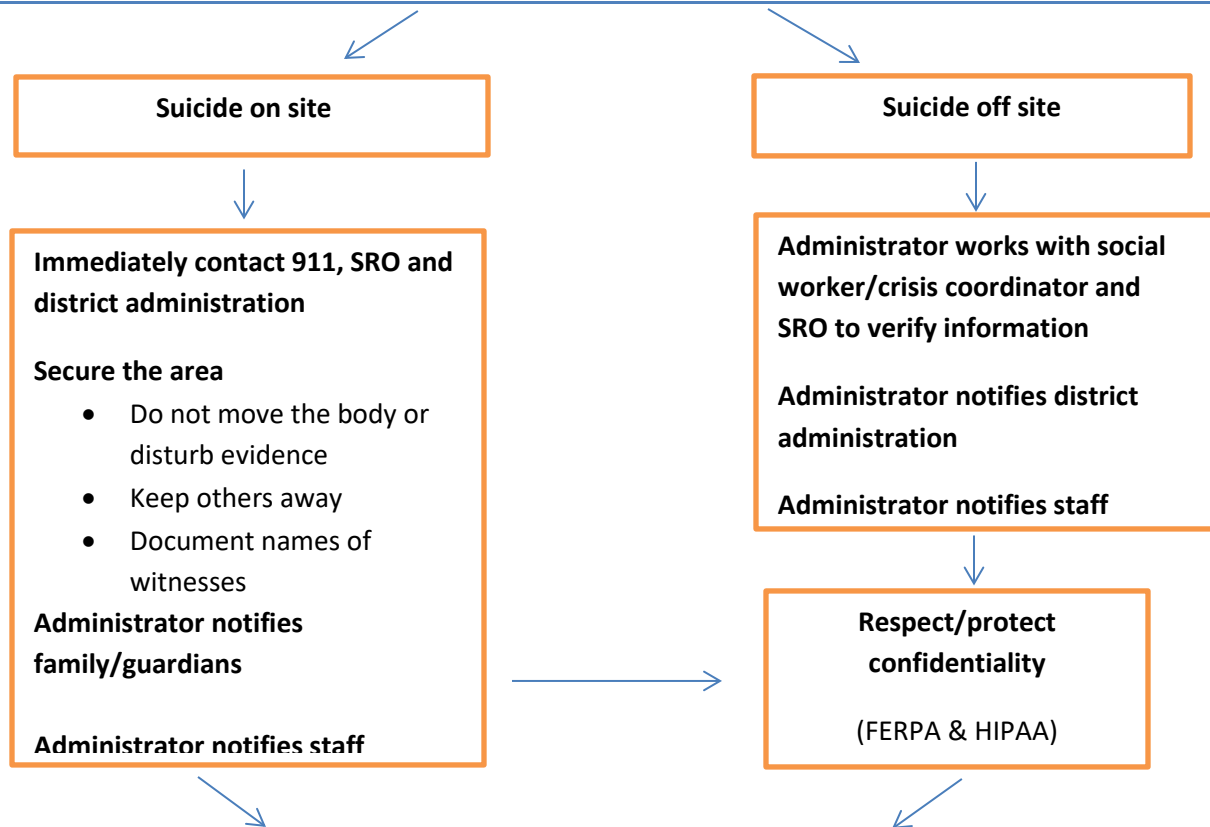 Suicide on site
Suicide off site
Immediately contact 911, SRO and
district administration
Secure the area
• Do not move the body or
disturb evidence
• Keep others away
• Document names of
witnesses
Administrator notifies
family/guardians
Administrator notifies staff
Administrator works with social
worker/crisis coordinator and
SRO to verify information
Administrator notifies district
administration
Administrator notifies staff
Respect/protect
confidentiality
(FERPA & HIPAA)